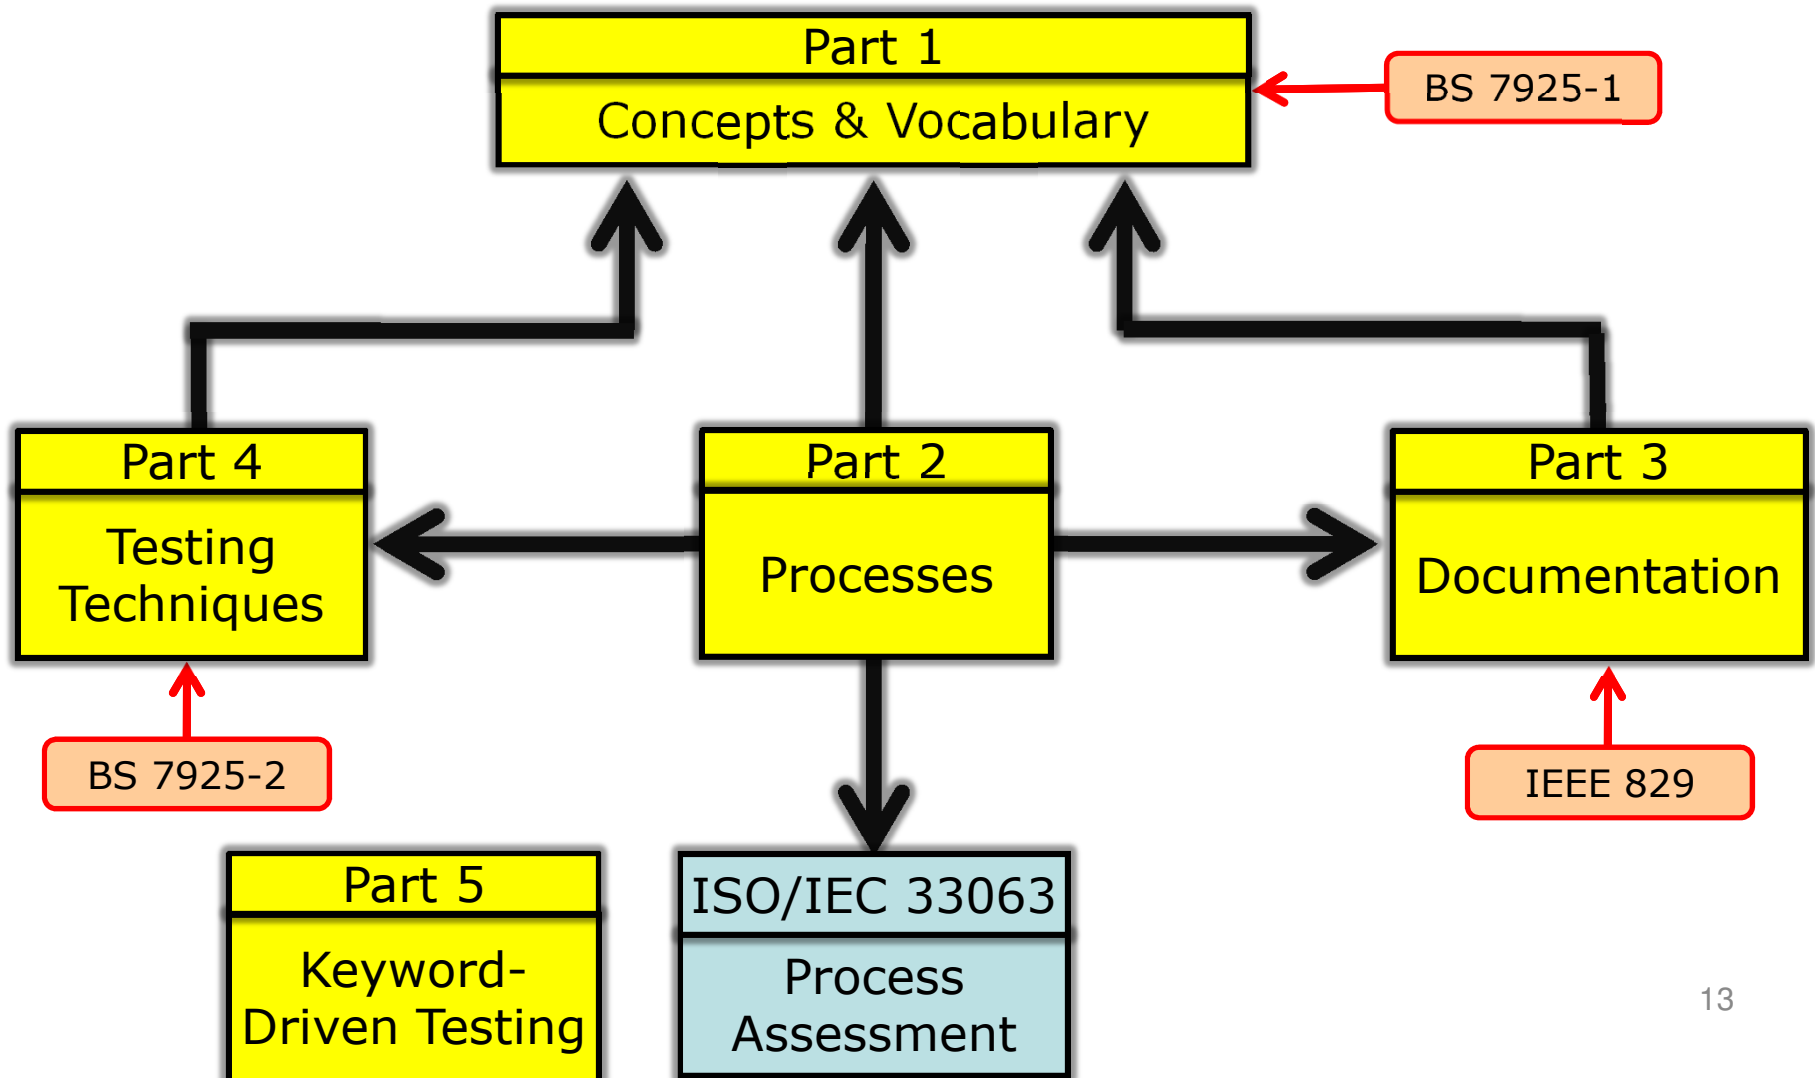 Part 1
Concepts & Vocabulary
BS 7925-1
Part 4
Testing
Techniques
Part 2
Processes
Part 3
Documentation
BS 7925-2
IEEE 829
Part 5
Keyword-
Driven Testing
ISO/IEC 33063
Process
Assessment
13